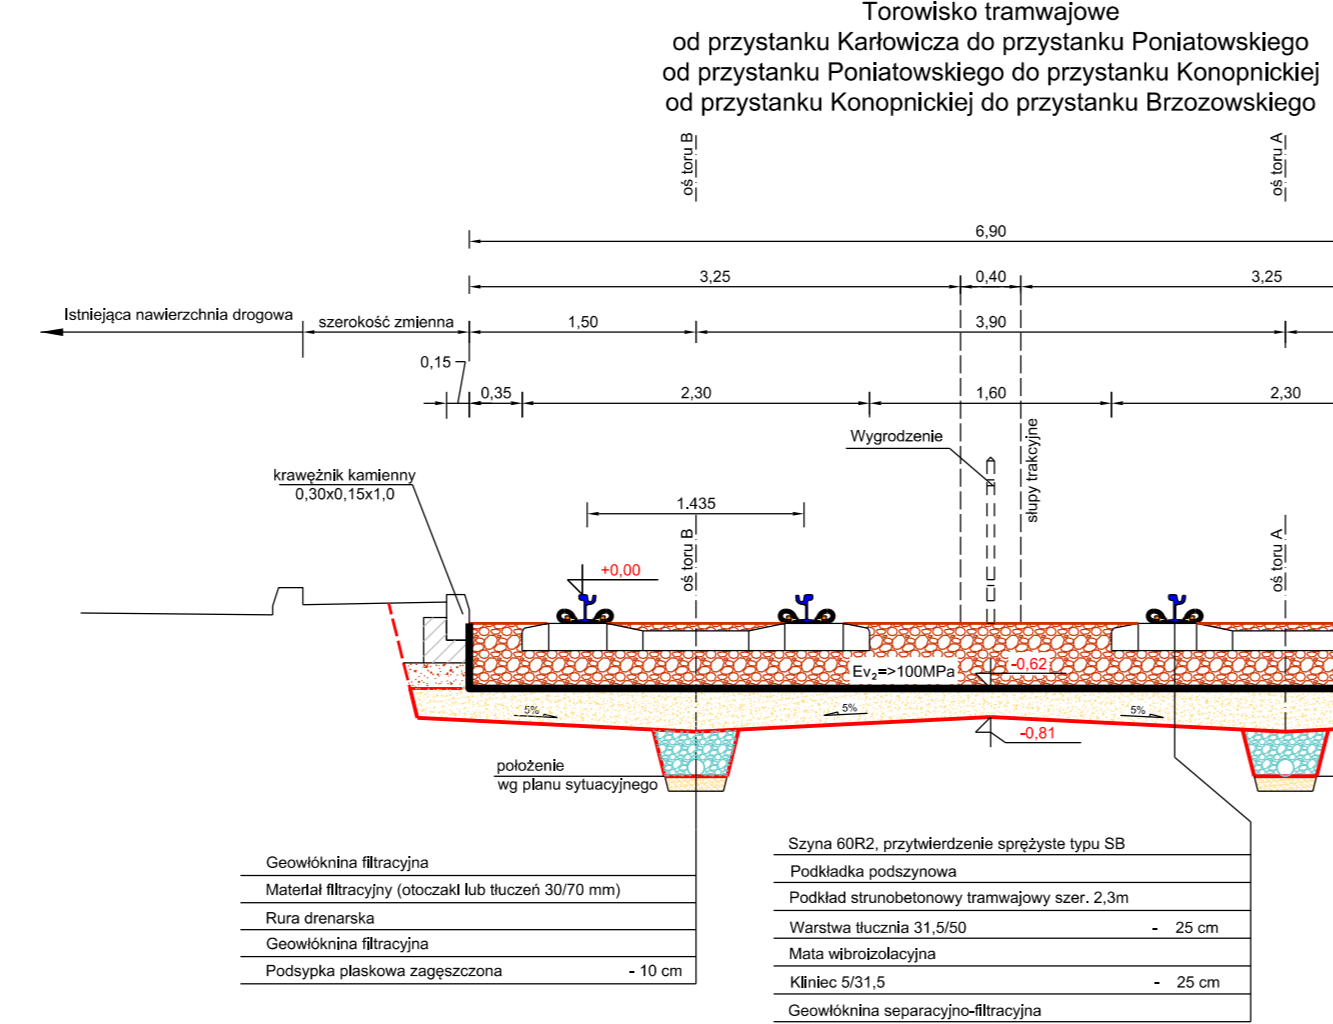 Torowisko tramwajowe
od przystanku Karłowicza do przystanku Poniatowskiego
od przystanku Poniatowskiego do przystanku Konopnickiej
od przystanku Konopnickiej do przystanku Brzozowskiego
oś toru B
oś toru A
6,90
3,25
0,40
3,25
Istniejąca nawierzchnia drogowa
szerokość zmienna
1,50
3,90
0,15
0,35
2,30
1,60
2,30
Wygrodzenie
słupy trakcyjne
krawężnik kamienny
0,30x0,15x1,0
1.435
oś toru B
oś toru A
+0,00
Ev₂=>100MPa
-0,62
5%
5%
5%
-0,81
położenie
wg planu sytuacyjnego
Geowłóknina filtracyjna
Materiał filtracyjny (otoczaki lub tłuczeń 30/70 mm)
Rura drenarska
Geowłóknina filtracyjna
Podsypka piaskowa zagęszczona - 10 cm
Szyna 60R2, przytwierdzenie sprężyste typu SB
Podkładka podszynowa
Podkład strunobetonowy tramwajowy szer. 2,3m
Warstwa tłucznia 31,5/50 - 25 cm
Mata wibroizolacyjna
Kliniec 5/31,5 - 25 cm
Geowłóknina separacyjno-filtracyjna